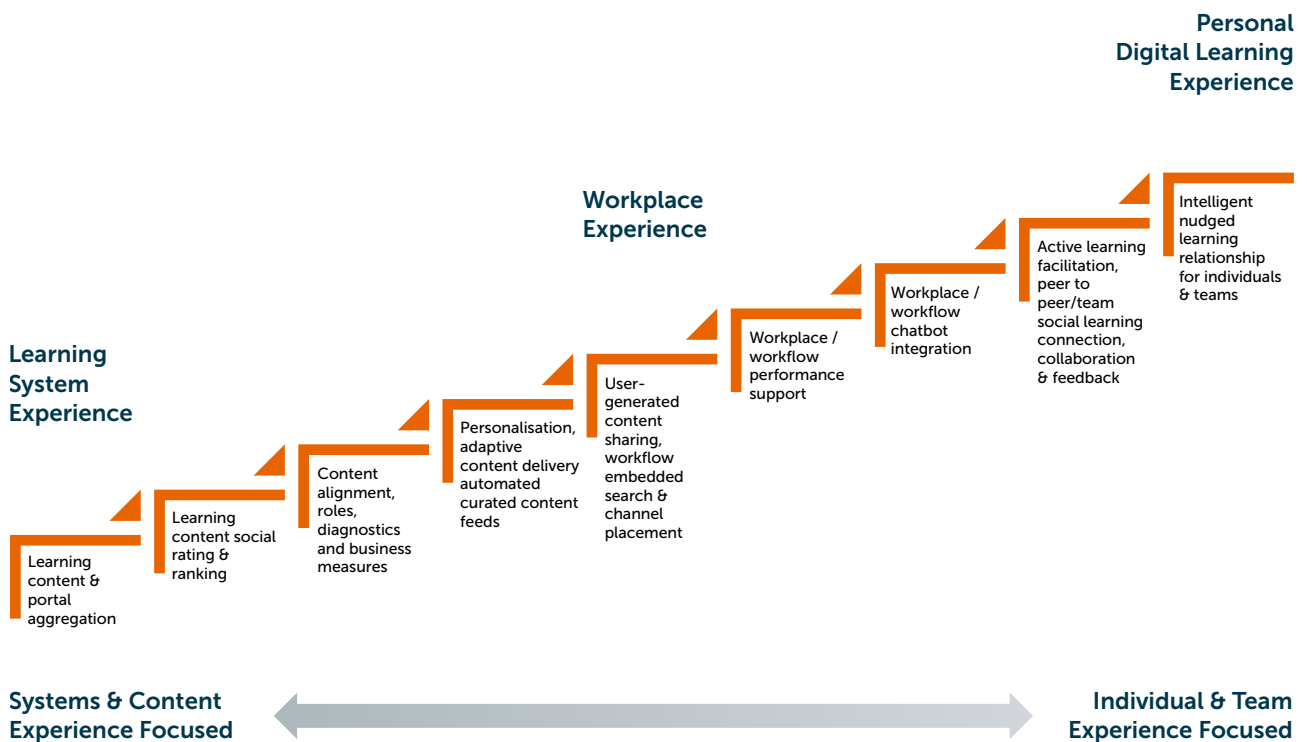 Personal
Digital Learning
Experience
Workplace
Experience
Learning
System
Experience
Learning
content &
portal
aggregation
Learning
content social
rating &
ranking
Content
alignment,
roles,
diagnostics
and business
measures
Personalisation,
adaptive
content delivery
automated
curated content
feeds
User-
generated
content
sharing,
workflow
embedded
search &
channel
placement
Workplace /
workflow
performance
support
Workplace /
workflow
chatbot
integration
Active learning
facilitation,
peer to
peer/team
social learning
connection,
collaboration
& feedback
Intelligent
nudged
learning
relationship
for individuals
& teams
Systems & Content
Experience Focused
Individual & Team
Experience Focused